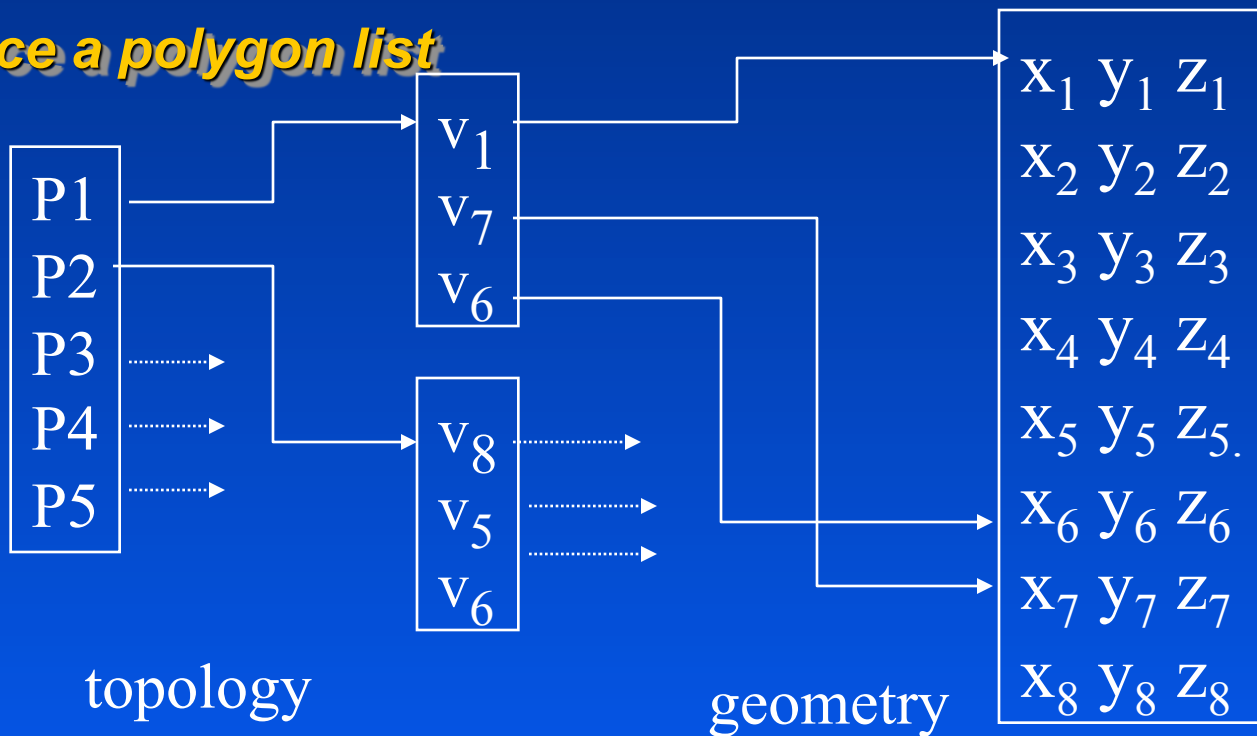 ce a polygon list
P1
P2
P3
P4
P5
v₁
v₇
v₆
v₈
v₅
v₆
x₁ y₁ z₁
x₂ y₂ z₂
x₃ y₃ z₃
x₄ y₄ z₄
x₅ y₅ z₅.
x₆ y₆ z₆
x₇ y₇ z₇
x₈ y₈ z₈
topology
geometry